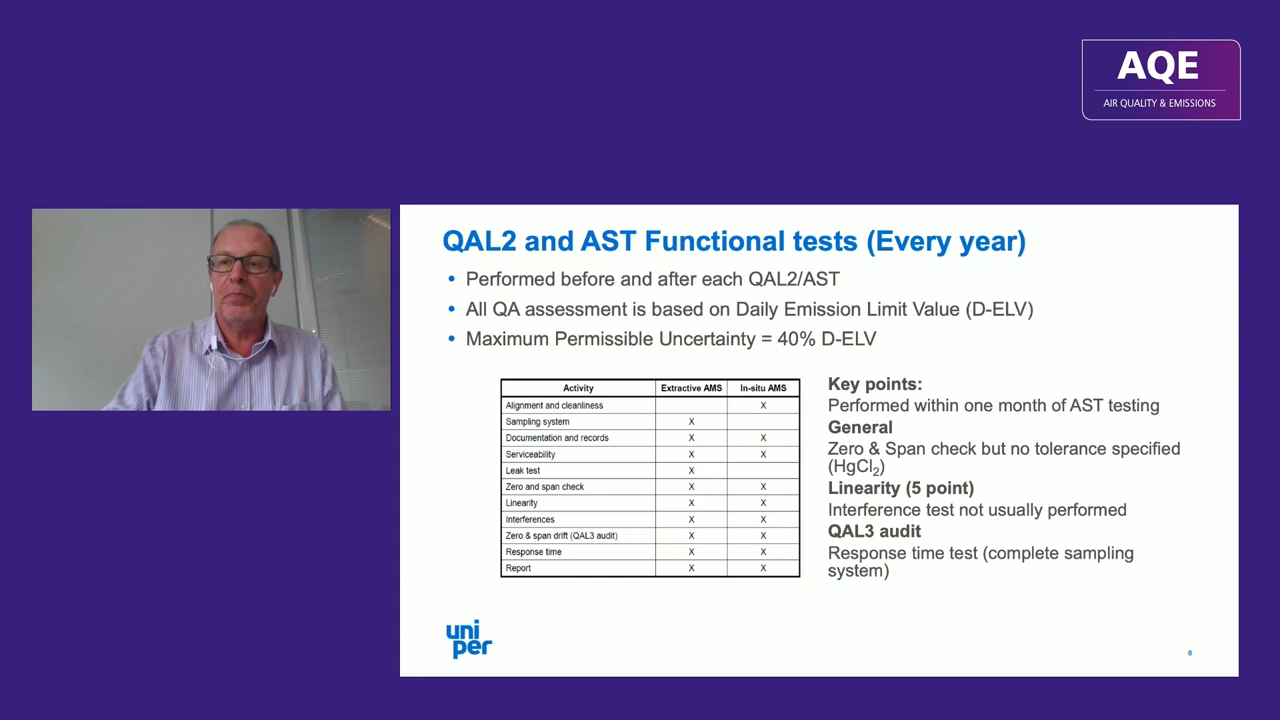 AQE
AIR QUALITY & EMISSIONS
QAL2 and AST Functional tests (Every year)
• Performed before and after each QAL2/AST
• All QA assessment is based on Daily Emission Limit Value (D-ELV)
• Maximum Permissible Uncertainty = 40% D-ELV
Activity Extractive AMS In-situ AMS
Alignment and cleanliness X
Sampling system X
Documentation and records X X
Serviceability X X
Leak test X
Zero and span check X X
Linearity X X
Interferences X X
Zero & span drift (QAL3 audit) X X
Response time X X
Report X X
Key points:
Performed within one month of AST testing
General
Zero & Span check but no tolerance specified
(HgCl₂)
Linearity (5 point)
Interference test not usually performed
QAL3 audit
Response time test (complete sampling
system)
uni
per
8